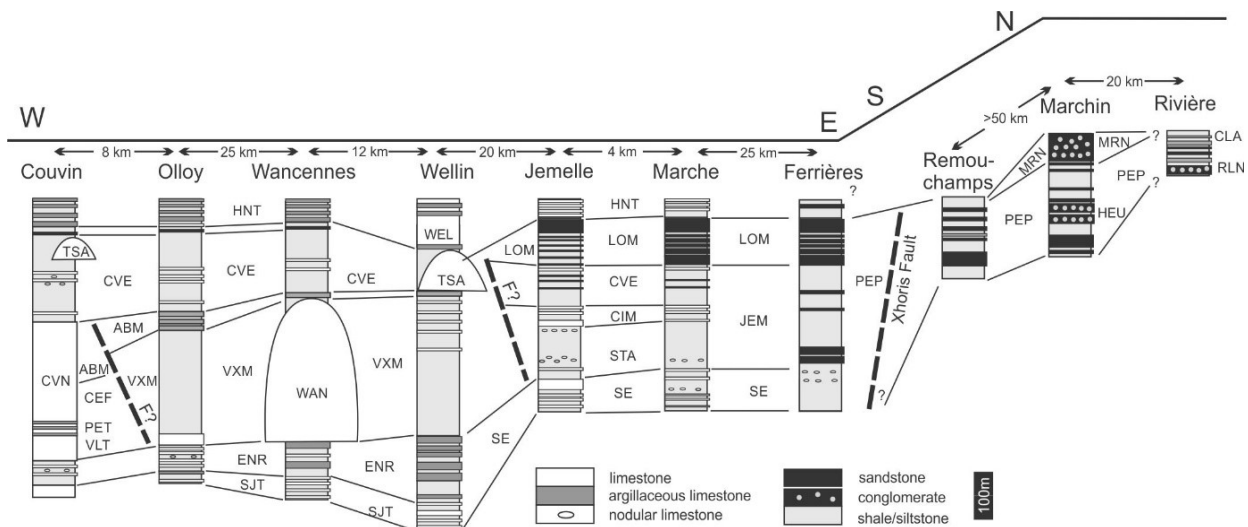 N
W
E
S
8 km
25 km
12 km
20 km
4 km
25 km
>50 km
20 km
Couvin
Olloy
Wancennes
Wellin
Jemelle
Marche
Ferrières
Remou-
champs
Marchin
Rivière
?
HNT
HNT
WEL
TSA
TSA
CVE
CVE
CVE
LOM
LOM
LOM
CVE
CIM
STA
SE
JEM
SE
SE
ABM
ABM
CVN
CEF
PET
VLT
VXM
F?
VXM
WAN
VXM
F?
ENR
ENR
SJT
SJT
PEP
Xhoris Fault
?
PEP
MRN
MRN
PEP
HEU
?
?
CLA
RLN
limestone
argillaceous limestone
nodular limestone
sandstone
conglomerate
shale/siltstone
100m